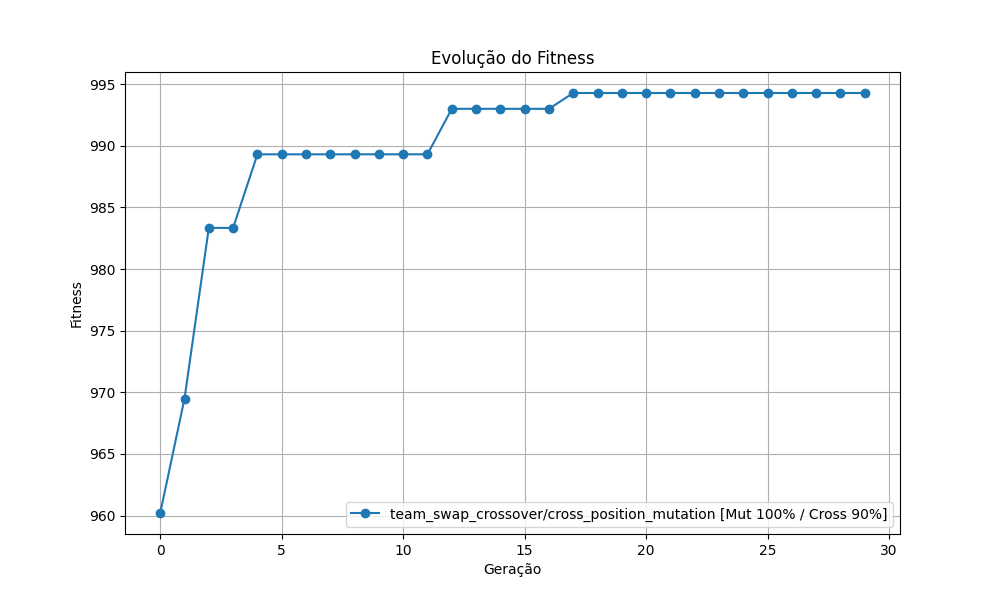 Evolução do Fitness
Fitness
995
990
985
980
975
970
965
960
team_swap_crossover/cross_position_mutation [Mut 100% / Cross 90%]
0 5 10 15 20 25 30
Geração